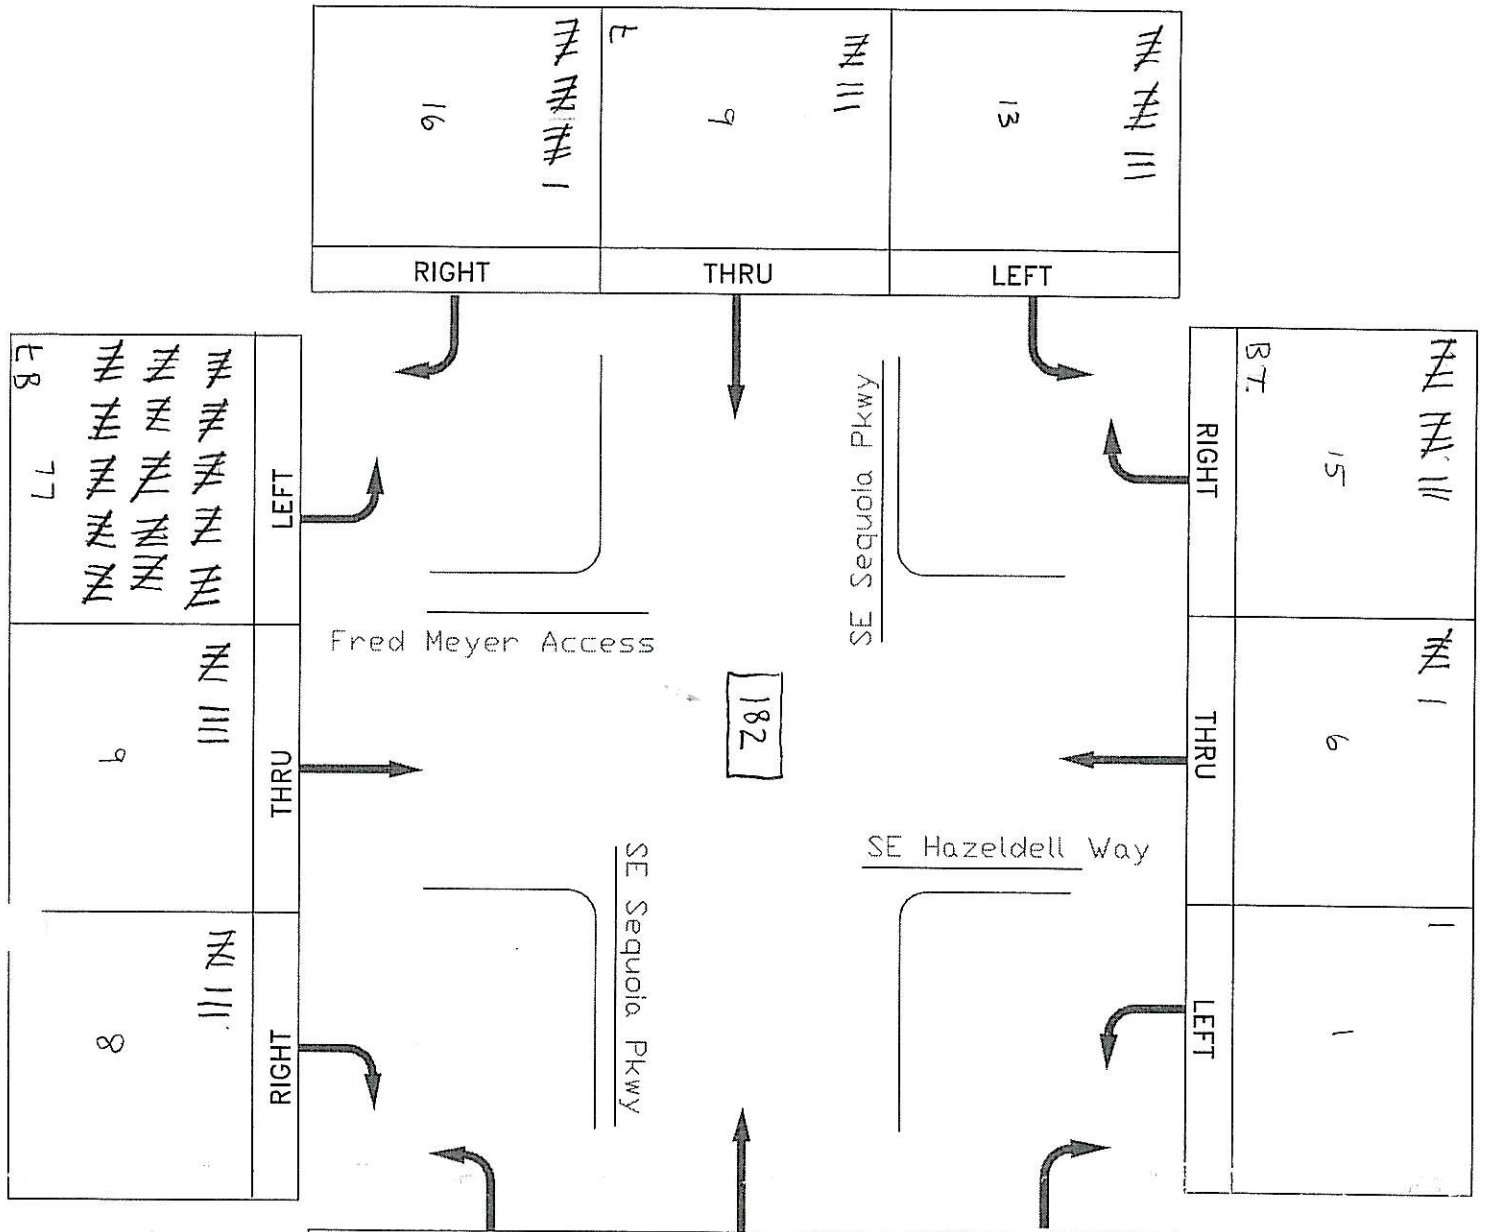 16
t
9
13
RIGHT
THRU
LEFT
LEFT
tB
77
THRU
9
RIGHT
8
Fred Meyer Access
SE Sequoia Pkwy
182
SE Hazeldell Way
SE Sequoia Pkwy
RIGHT
B T.
15
THRU
6
LEFT
1